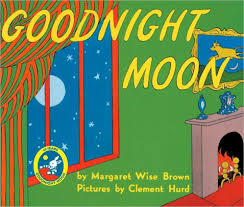 GOODNIGHT
MOON
by Margaret Wise Brown
Pictures by Clement Hurd